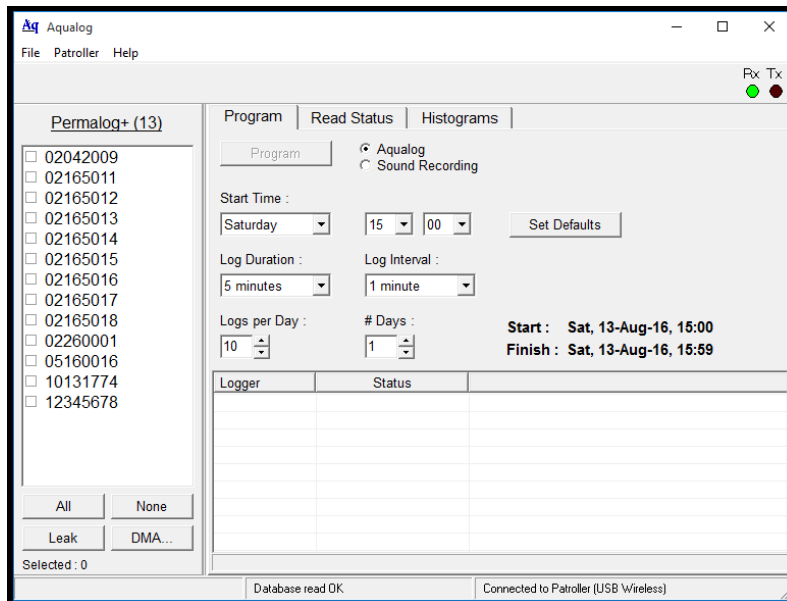 Aq Aqualog
File Patroller Help
Rx Tx
Permalog+ (13)
02042009
02165011
02165012
02165013
02165014
02165015
02165016
02165017
02165018
02260001
05160016
10131774
12345678
All None
Leak DMA...
Selected : 0
Program Read Status Histograms
Program
Aqualog
Sound Recording
Start Time :
Saturday 15 00 Set Defaults
Log Duration : Log Interval :
5 minutes 1 minute
Logs per Day : # Days :
10 1
Start : Sat, 13-Aug-16, 15:00
Finish : Sat, 13-Aug-16, 15:59
Logger Status
Database read OK Connected to Patroller (USB Wireless)